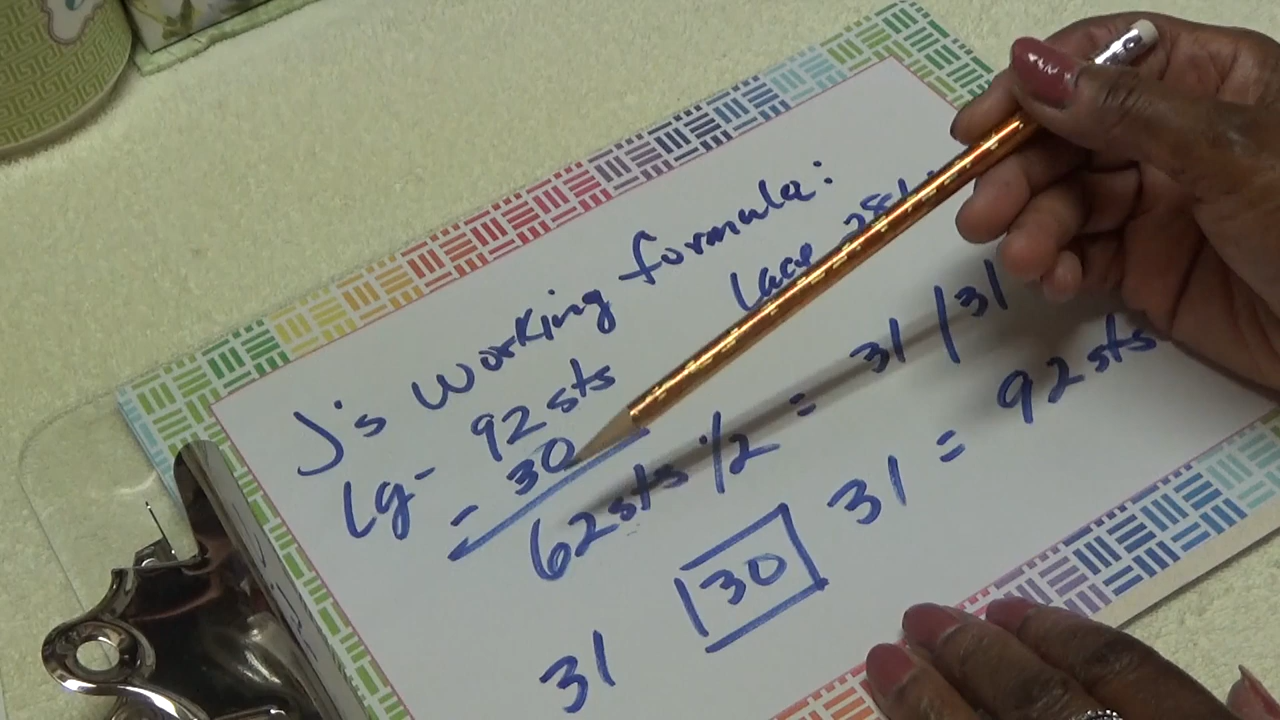 J's Working formula:
lg- 92 sts lace
- 30
62 sts /2 = 31 | 31
31 30 31 = 92 sts